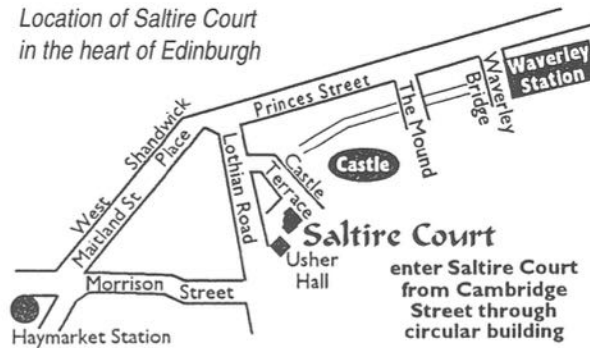 Location of Saltire Court
in the heart of Edinburgh
Princes Street
The Mound
Waverley
Bridge
Waverley
Station
Shandwick
Place
West
Maitland St
Lothian Road
Castle
Terrace
Castle
Saltire Court
Usher
Hall
enter Saltire Court
from Cambridge
Street through
circular building
Morrison
Street
Haymarket Station